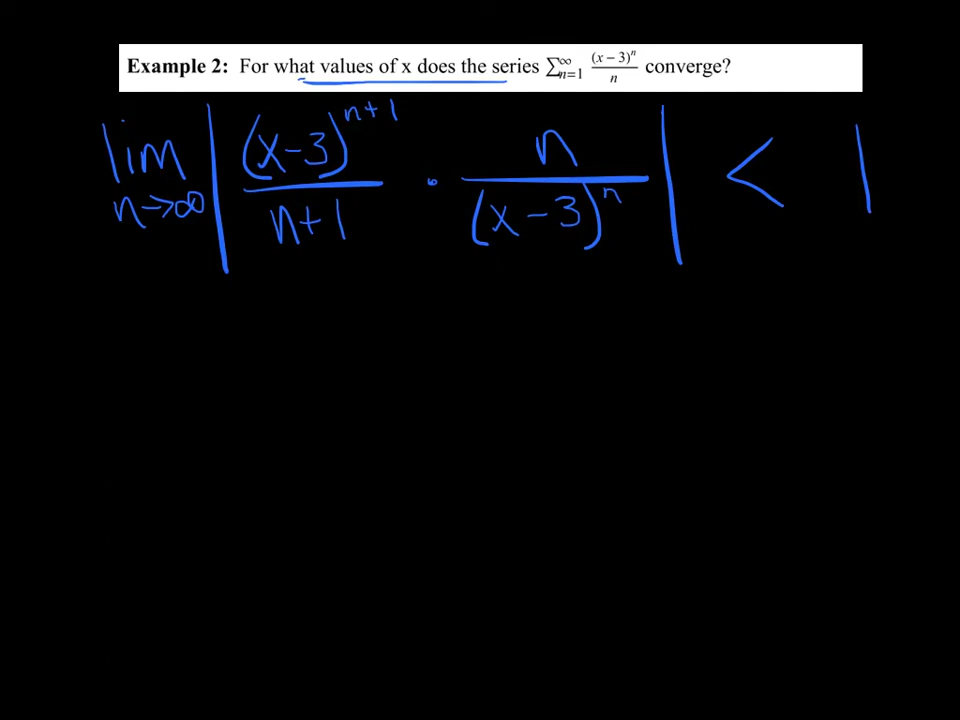 Example 2: For what values of x does the series ∑_{n=1}^{∞} (x − 3)^n / n converge?
lim_{n→∞} | (x-3)^{n+1} / n+1 · n / (x-3)^n | < 1